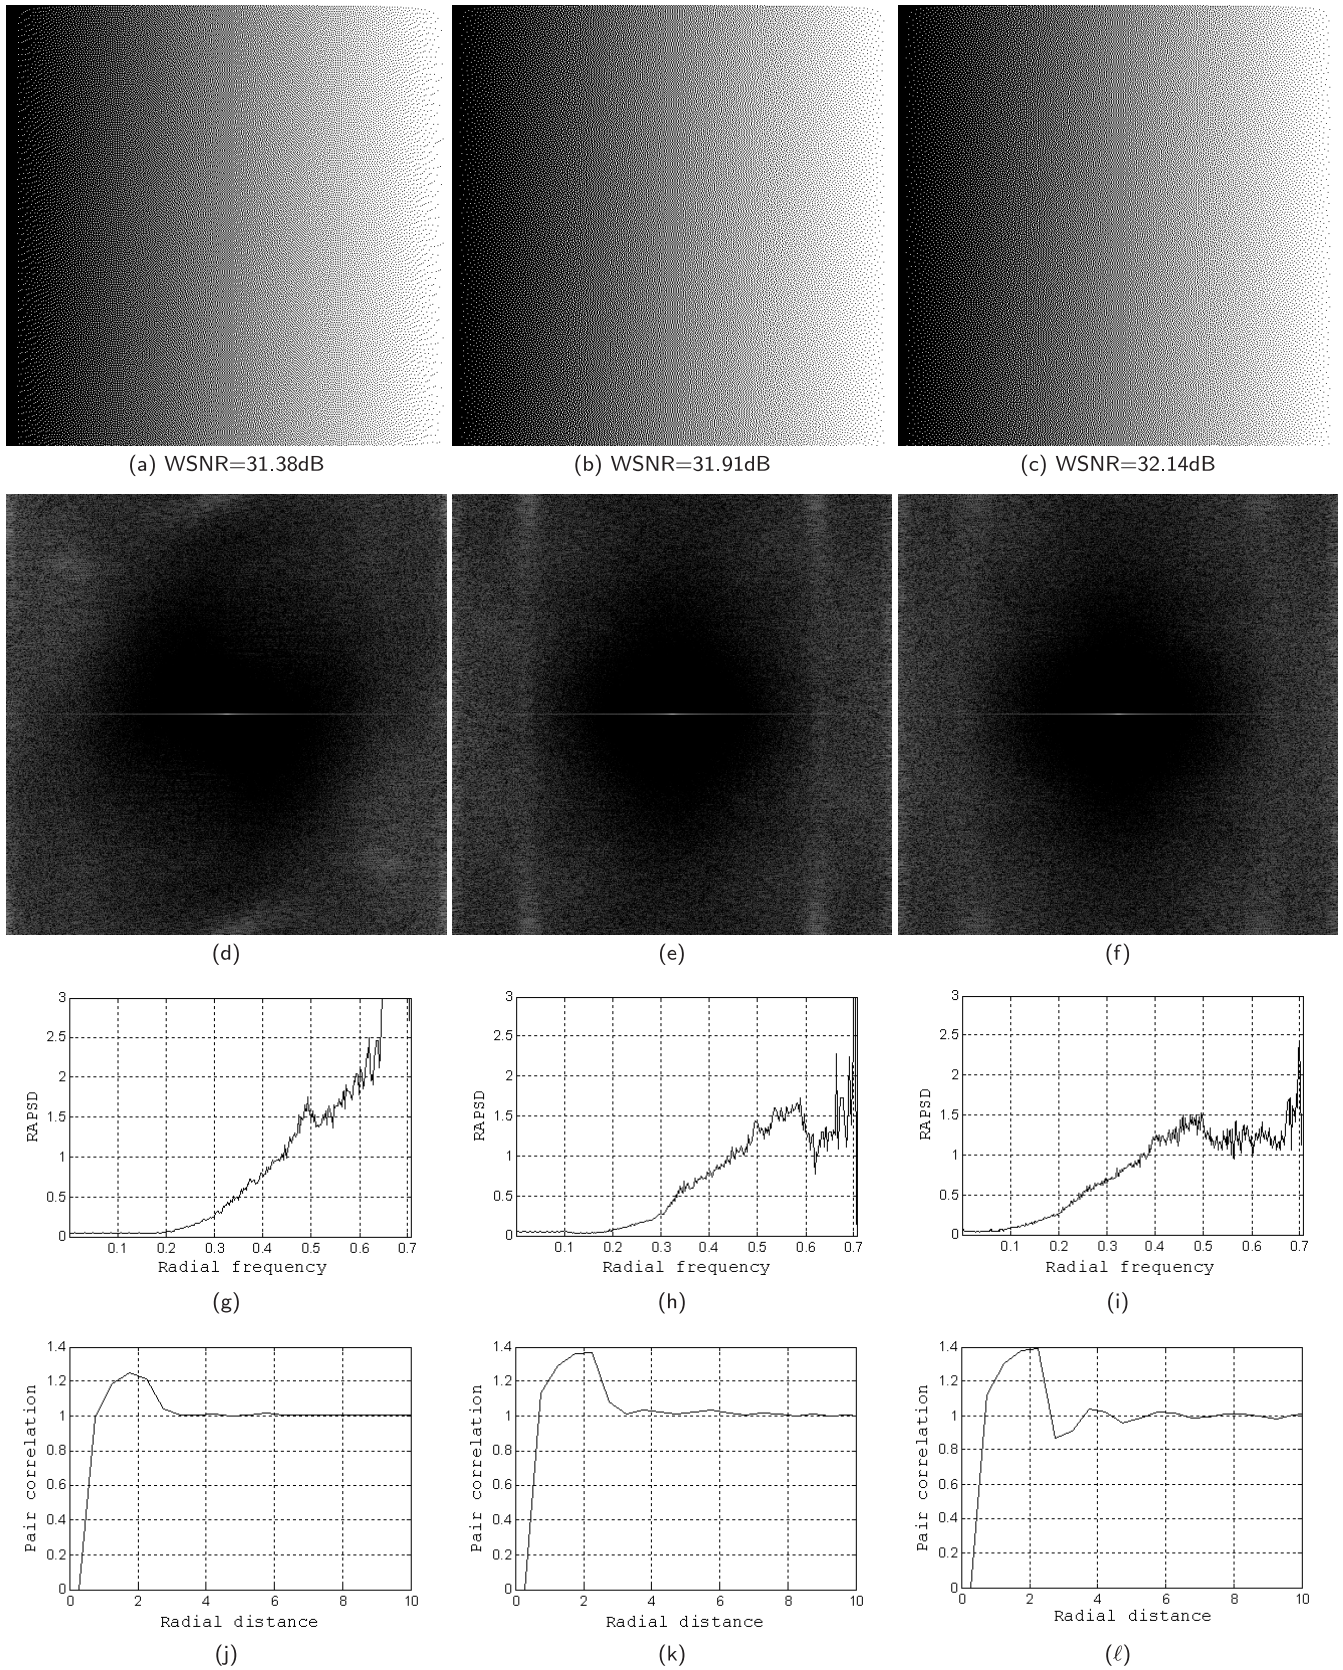 (a) WSNR=31.38dB
(b) WSNR=31.91dB
(c) WSNR=32.14dB
(d)
(e)
(f)
3
2.5
2
1.5
1
0.5
0
RAPSD
0.1 0.2 0.3 0.4 0.5 0.6 0.7
Radial frequency
(g)
3
2.5
2
1.5
1
0.5
0
RAPSD
0.1 0.2 0.3 0.4 0.5 0.6 0.7
Radial frequency
(h)
3
2.5
2
1.5
1
0.5
0
RAPSD
0.1 0.2 0.3 0.4 0.5 0.6 0.7
Radial frequency
(i)
1.4
1.2
1
0.8
0.6
0.4
0.2
0
Pair correlation
0 2 4 6 8 10
Radial distance
(j)
1.4
1.2
1
0.8
0.6
0.4
0.2
0
Pair correlation
0 2 4 6 8 10
Radial distance
(k)
1.4
1.2
1
0.8
0.6
0.4
0.2
0
Pair correlation
0 2 4 6 8 10
Radial distance
(ℓ)